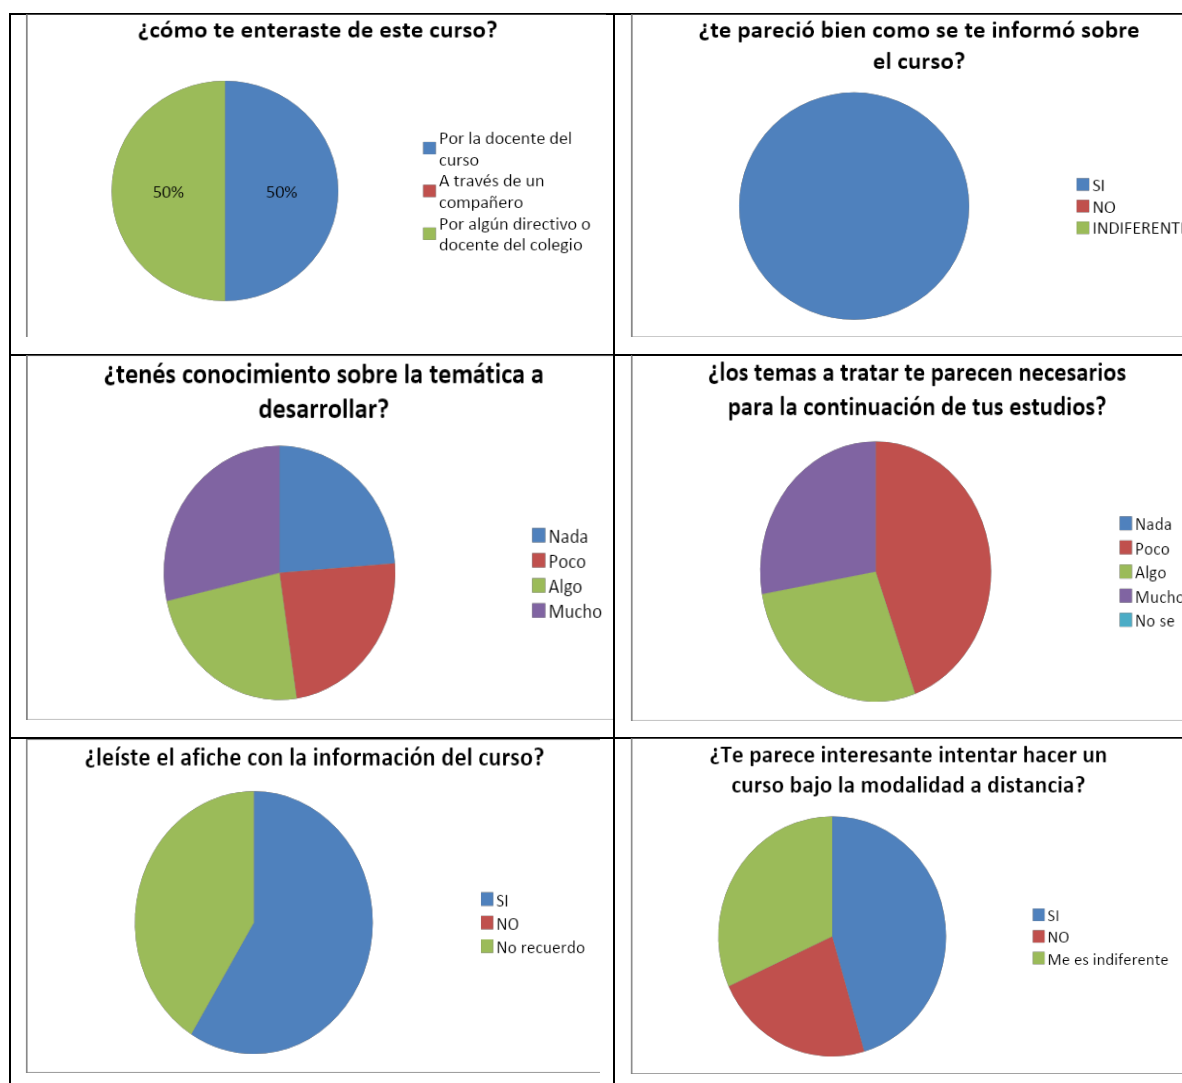 ¿cómo te enteraste de este curso?
50%
50%
Por la docente del
curso
A través de un
compañero
Por algún directivo o
docente del colegio
¿te pareció bien como se te informó sobre
el curso?
SI
NO
INDIFERENTE
¿tenés conocimiento sobre la temática a
desarrollar?
Nada
Poco
Algo
Mucho
¿los temas a tratar te parecen necesarios
para la continuación de tus estudios?
Nada
Poco
Algo
Mucho
No se
¿leíste el afiche con la información del curso?
SI
NO
No recuerdo
¿Te parece interesante intentar hacer un
curso bajo la modalidad a distancia?
SI
NO
Me es indiferente